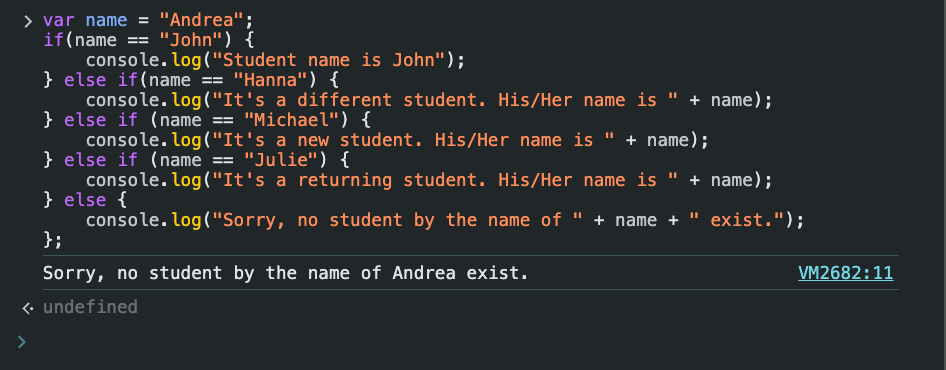 var name = "Andrea";
if(name == "John") {
    console.log("Student name is John");
} else if(name == "Hanna") {
    console.log("It's a different student. His/Her name is " + name);
} else if (name == "Michael") {
    console.log("It's a new student. His/Her name is " + name);
} else if (name == "Julie") {
    console.log("It's a returning student. His/Her name is " + name);
} else {
    console.log("Sorry, no student by the name of " + name + " exist.");
};
Sorry, no student by the name of Andrea exist. VM2682:11
undefined